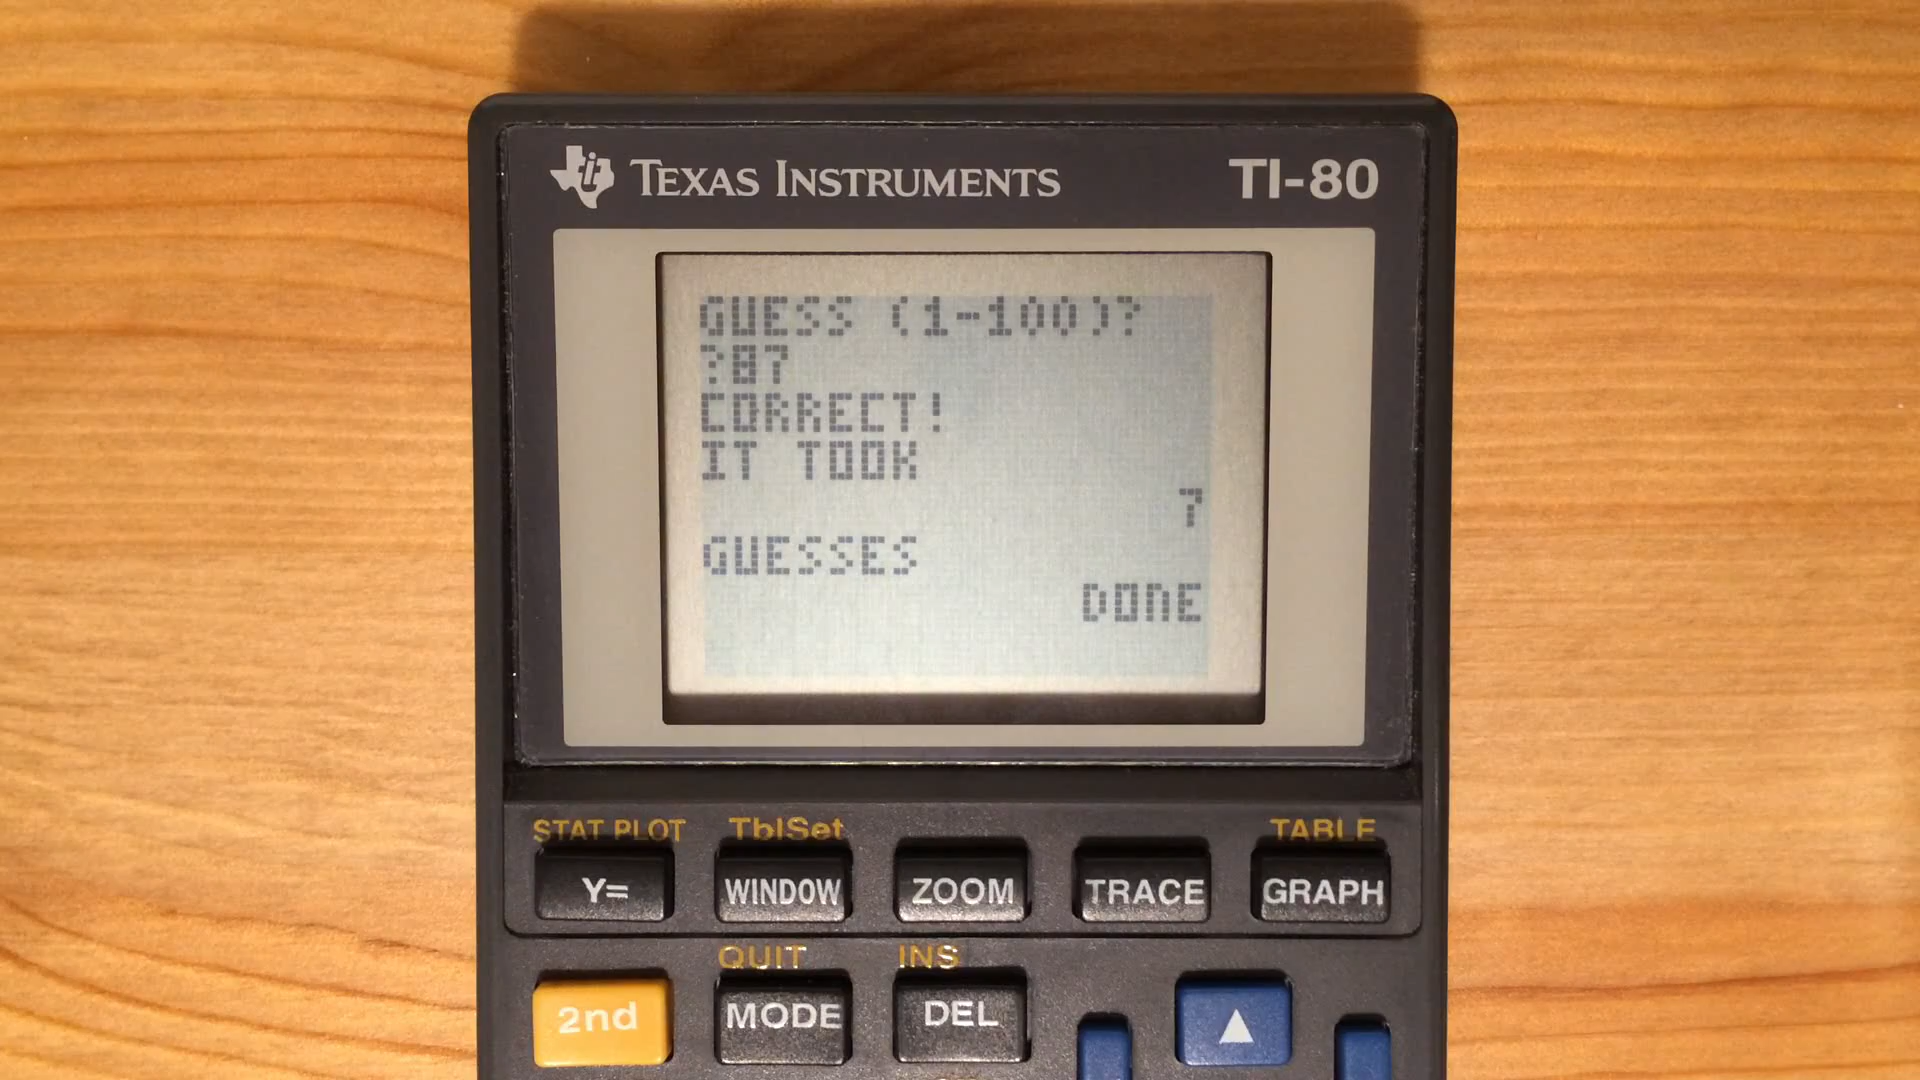 TEXAS INSTRUMENTS TI-80
GUESS (1-100)?
?87
CORRECT!
IT TOOK
7
GUESSES
DONE
STAT PLOT TblSet TABLE
Y= WINDOW ZOOM TRACE GRAPH
QUIT INS
2nd MODE DEL